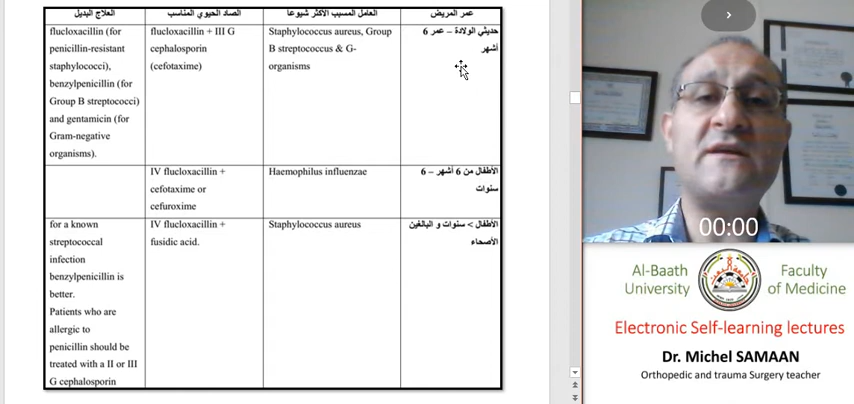 عمر المريض
العامل المسبب الأكثر شيوعا
الصاد الحيوي المناسب
العلاج البديل
حديثي الولادة – عمر 6
أشهر
Staphylococcus aureus, Group
B streptococcus & G-
organisms
flucloxacillin + III G
cephalosporin
(cefotaxime)
flucloxacillin (for
penicillin-resistant
staphylococci),
benzylpenicillin (for
Group B streptococci)
and gentamicin (for
Gram-negative
organisms).
الأطفال من 6 أشهر – 6
سنوات
Haemophilus influenzae
IV flucloxacillin +
cefotaxime or
cefuroxime
الأطفال > سنوات و البالغين
الأصحاء
Staphylococcus aureus
IV flucloxacillin +
fusidic acid.
for a known
streptococcal
infection
benzylpenicillin is
better.
Patients who are
allergic to
penicillin should be
treated with a II or III
G cephalosporin
00:00
Al-Baath
University
Faculty
of Medicine
Electronic Self-learning lectures
Dr. Michel SAMAAN
Orthopedic and trauma Surgery teacher